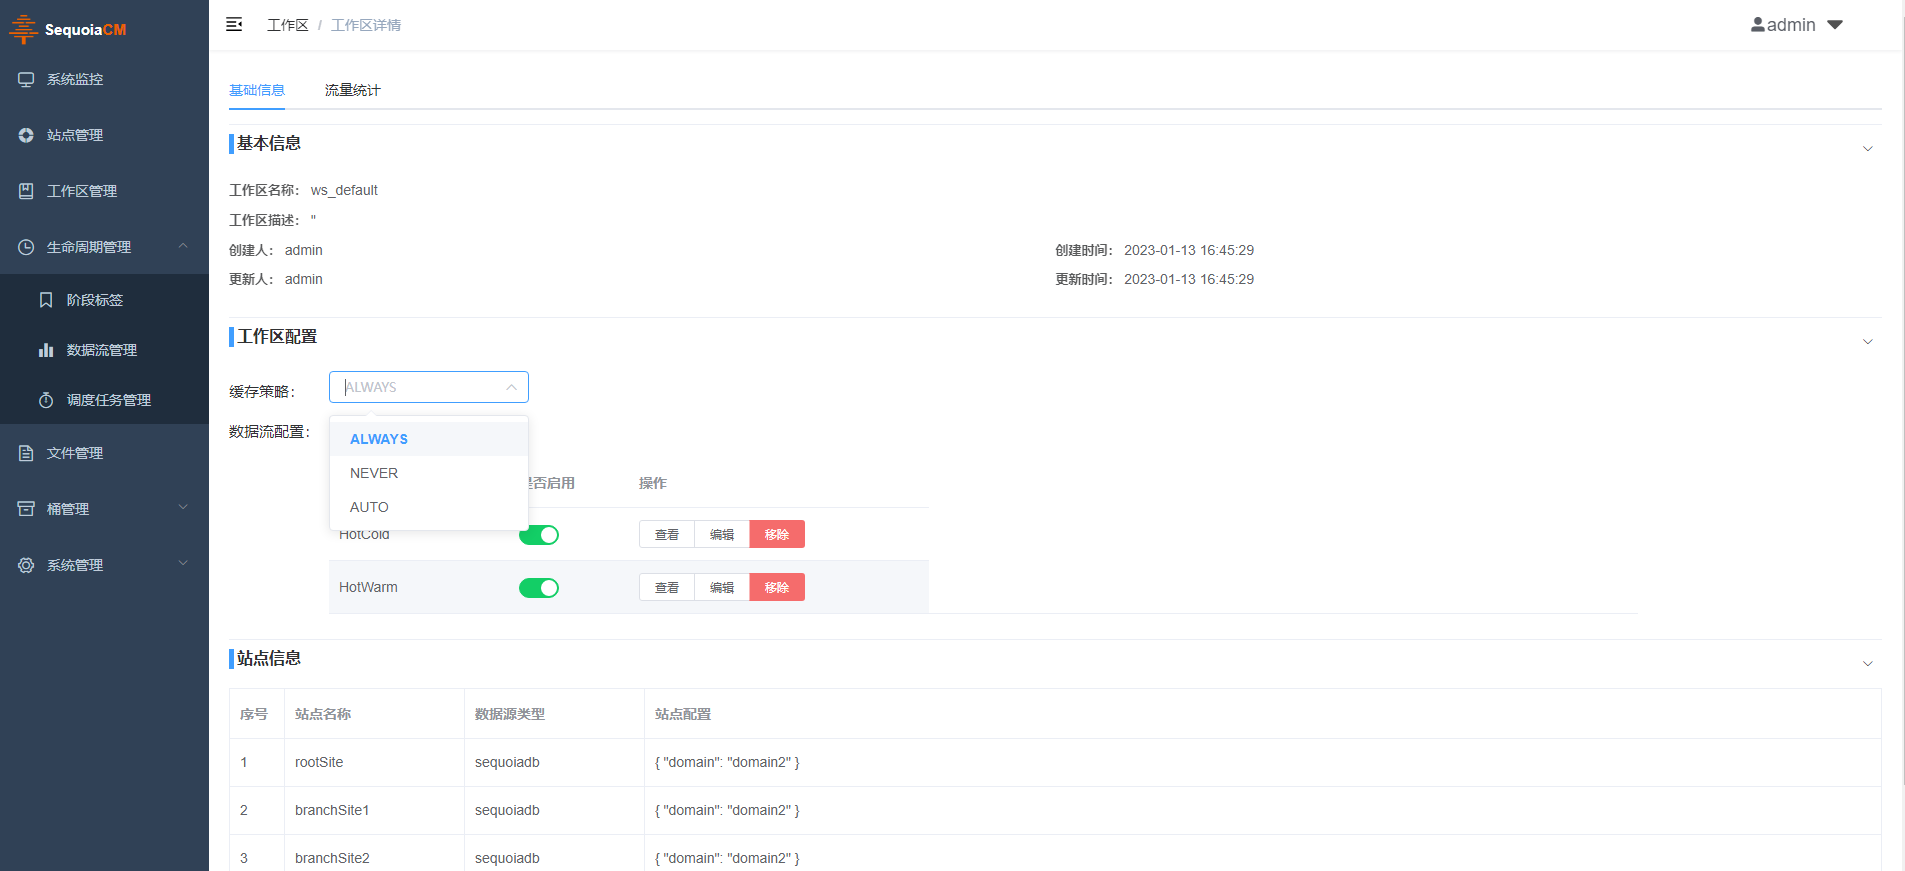 SequoiaCM
工作区 / 工作区详情
admin
系统监控
站点管理
工作区管理
生命周期管理
阶段标签
数据流管理
调度任务管理
文件管理
桶管理
系统管理
基础信息 流量统计
基本信息
工作区名称： ws_default
工作区描述： "
创建人： admin 创建时间： 2023-01-13 16:45:29
更新人： admin 更新时间： 2023-01-13 16:45:29
工作区配置
缓存策略： ALWAYS
ALWAYS
NEVER
AUTO
数据流配置：
是否启用 操作
HotCold 查看 编辑 移除
HotWarm 查看 编辑 移除
站点信息
序号 站点名称 数据源类型 站点配置
1 rootSite sequoiadb { "domain": "domain2" }
2 branchSite1 sequoiadb { "domain": "domain2" }
3 branchSite2 sequoiadb { "domain": "domain2" }